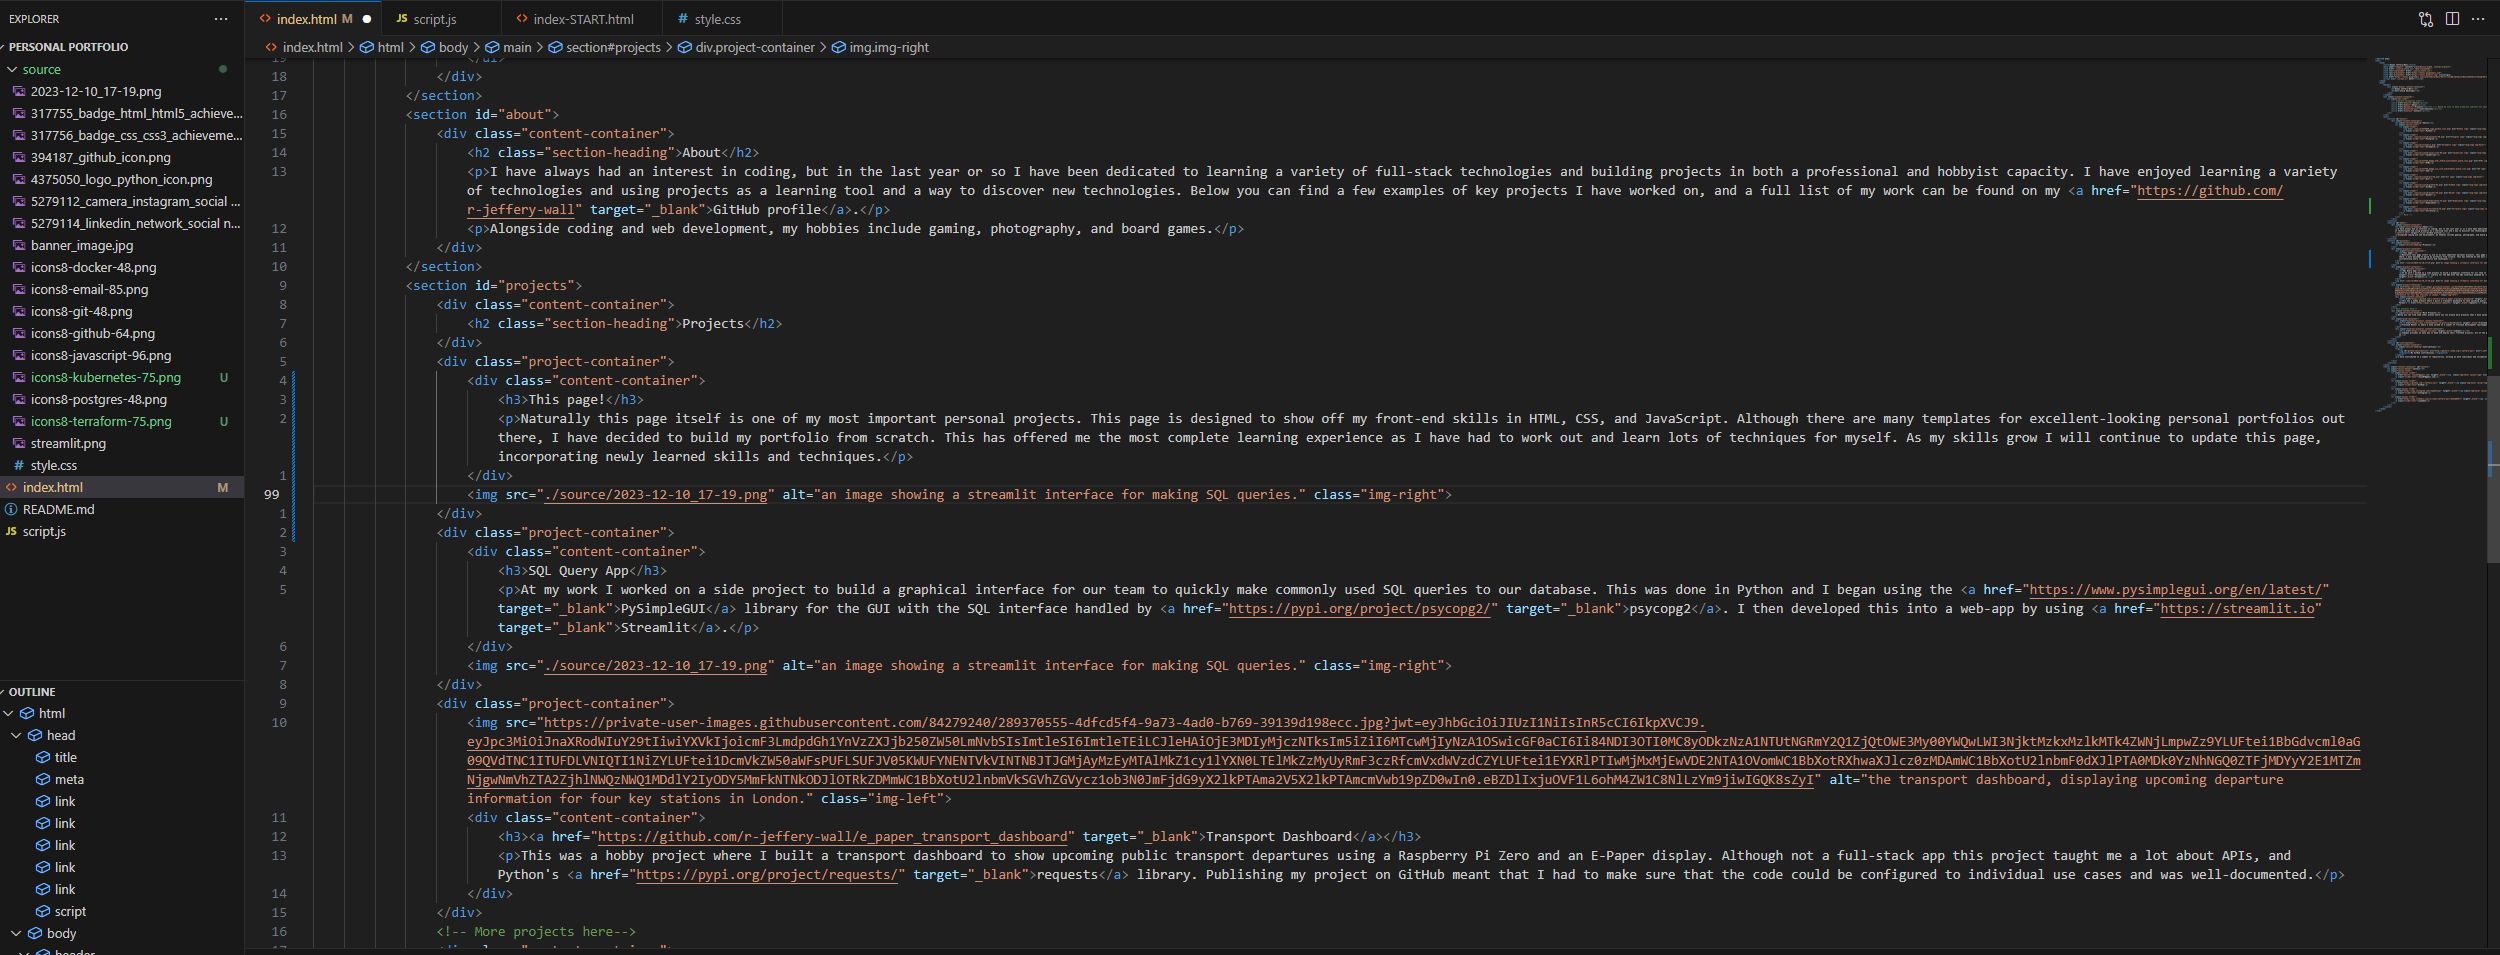 EXPLORER
index.html M
JS script.js
index-START.html
# style.css
PERSONAL PORTFOLIO
index.html > html > body > main > section#projects > div.project-container > img.img-right
source
2023-12-10_17-19.png
317755_badge_html_html5_achieve...
317756_badge_css_css3_achieveme...
394187_github_icon.png
4375050_logo_python_icon.png
5279112_camera_instagram_social ...
5279114_linkedin_network_social n...
banner_image.jpg
icons8-docker-48.png
icons8-email-85.png
icons8-git-48.png
icons8-github-64.png
icons8-javascript-96.png
icons8-kubernetes-75.png U
icons8-postgres-48.png
icons8-terraform-75.png U
streamlit.png
# style.css
index.html M
README.md
JS script.js
OUTLINE
html
head
title
meta
link
link
link
link
link
script
body
header
18 </div>
17 </section>
16 <section id="about">
15 <div class="content-container">
14 <h2 class="section-heading">About</h2>
13 <p>I have always had an interest in coding, but in the last year or so I have been dedicated to learning a variety of full-stack technologies and building projects in both a professional and hobbyist capacity. I have enjoyed learning a variety
of technologies and using projects as a learning tool and a way to discover new technologies. Below you can find a few examples of key projects I have worked on, and a full list of my work can be found on my <a href="https://github.com/
r-jeffery-wall" target="_blank">GitHub profile</a>.</p>
12 <p>Alongside coding and web development, my hobbies include gaming, photography, and board games.</p>
11 </div>
10 </section>
9 <section id="projects">
8 <div class="content-container">
7 <h2 class="section-heading">Projects</h2>
6 </div>
5 <div class="project-container">
4 <div class="content-container">
3 <h3>This page!</h3>
2 <p>Naturally this page itself is one of my most important personal projects. This page is designed to show off my front-end skills in HTML, CSS, and JavaScript. Although there are many templates for excellent-looking personal portfolios out
there, I have decided to build my portfolio from scratch. This has offered me the most complete learning experience as I have had to work out and learn lots of techniques for myself. As my skills grow I will continue to update this page,
incorporating newly learned skills and techniques.</p>
1 </div>
99 <img src="./source/2023-12-10_17-19.png" alt="an image showing a streamlit interface for making SQL queries." class="img-right">
1 </div>
2 <div class="project-container">
3 <div class="content-container">
4 <h3>SQL Query App</h3>
5 <p>At my work I worked on a side project to build a graphical interface for our team to quickly make commonly used SQL queries to our database. This was done in Python and I began using the <a href="https://www.pysimplegui.org/en/latest/"
target="_blank">PySimpleGUI</a> library for the GUI with the SQL interface handled by <a href="https://pypi.org/project/psycopg2/" target="_blank">psycopg2</a>. I then developed this into a web-app by using <a href="https://streamlit.io"
target="_blank">Streamlit</a>.</p>
6 </div>
7 <img src="./source/2023-12-10_17-19.png" alt="an image showing a streamlit interface for making SQL queries." class="img-right">
8 </div>
9 <div class="project-container">
10 <img src="https://private-user-images.githubusercontent.com/84279240/289370555-4dfcd5f4-9a73-4ad0-b769-39139d198ecc.jpg?jwt=eyJhbGciOiJIUzI1NiIsInR5cCI6IkpXVCJ9.
alt="the transport dashboard, displaying upcoming departure
information for four key stations in London." class="img-left">
11 <div class="content-container">
12 <h3><a href="https://github.com/r-jeffery-wall/e_paper_transport_dashboard" target="_blank">Transport Dashboard</a></h3>
13 <p>This was a hobby project where I built a transport dashboard to show upcoming public transport departures using a Raspberry Pi Zero and an E-Paper display. Although not a full-stack app this project taught me a lot about APIs, and
Python's <a href="https://pypi.org/project/requests/" target="_blank">requests</a> library. Publishing my project on GitHub meant that I had to make sure that the code could be configured to individual use cases and was well-documented.</p>
14 </div>
15 </div>
16 <!-- More projects here-->